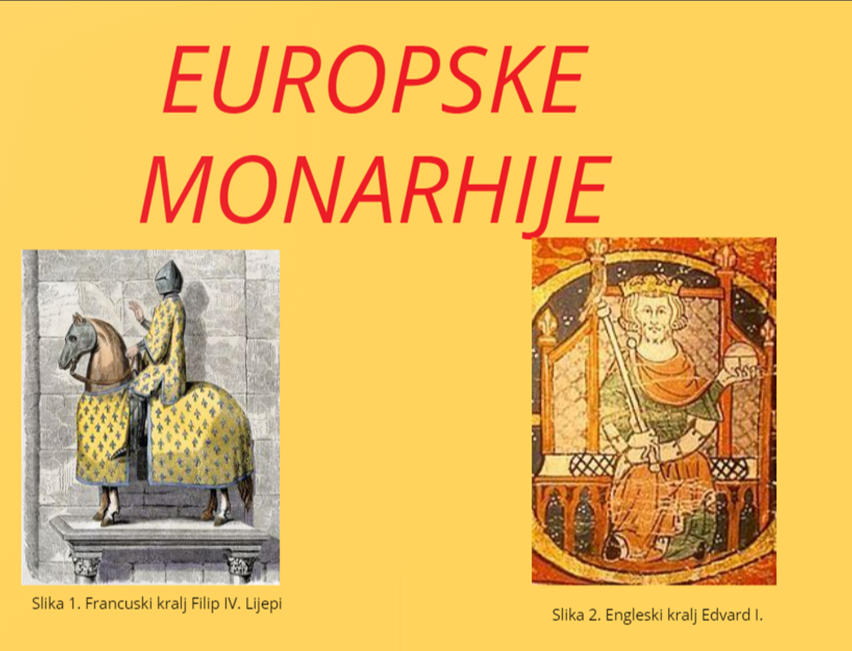 EUROPSKE
MONARHIJE
Slika 1. Francuski kralj Filip IV. Lijepi
Slika 2. Engleski kralj Edvard I.